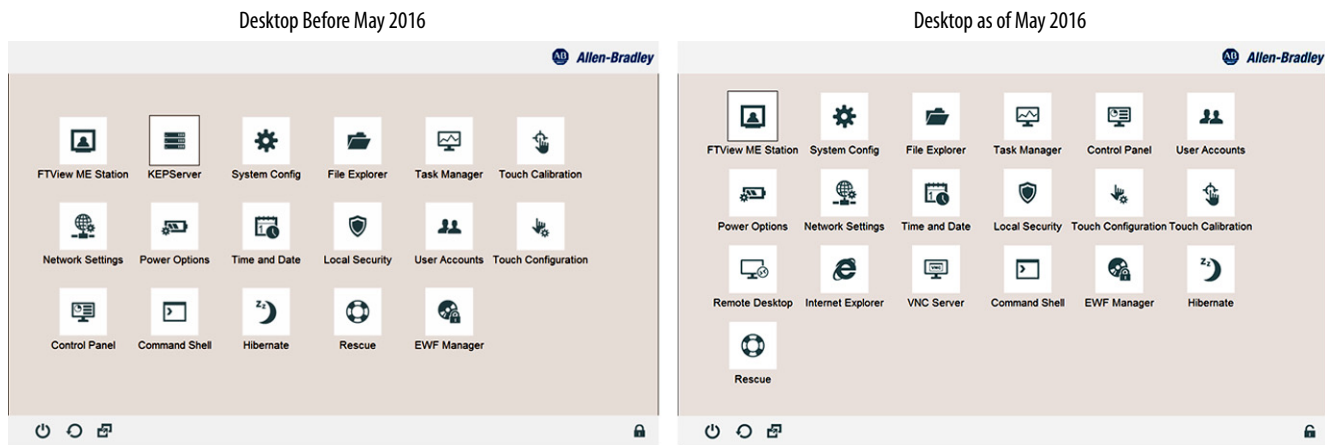 Desktop Before May 2016
AB Allen-Bradley
FTView ME Station KEPServer System Config File Explorer Task Manager Touch Calibration
Network Settings Power Options Time and Date Local Security User Accounts Touch Configuration
Control Panel Command Shell Hibernate Rescue EWF Manager
Desktop as of May 2016
AB Allen-Bradley
FTView ME Station System Config File Explorer Task Manager Control Panel User Accounts
Power Options Network Settings Time and Date Local Security Touch Configuration Touch Calibration
VNC
Remote Desktop Internet Explorer VNC Server Command Shell EWF Manager Hibernate
Rescue